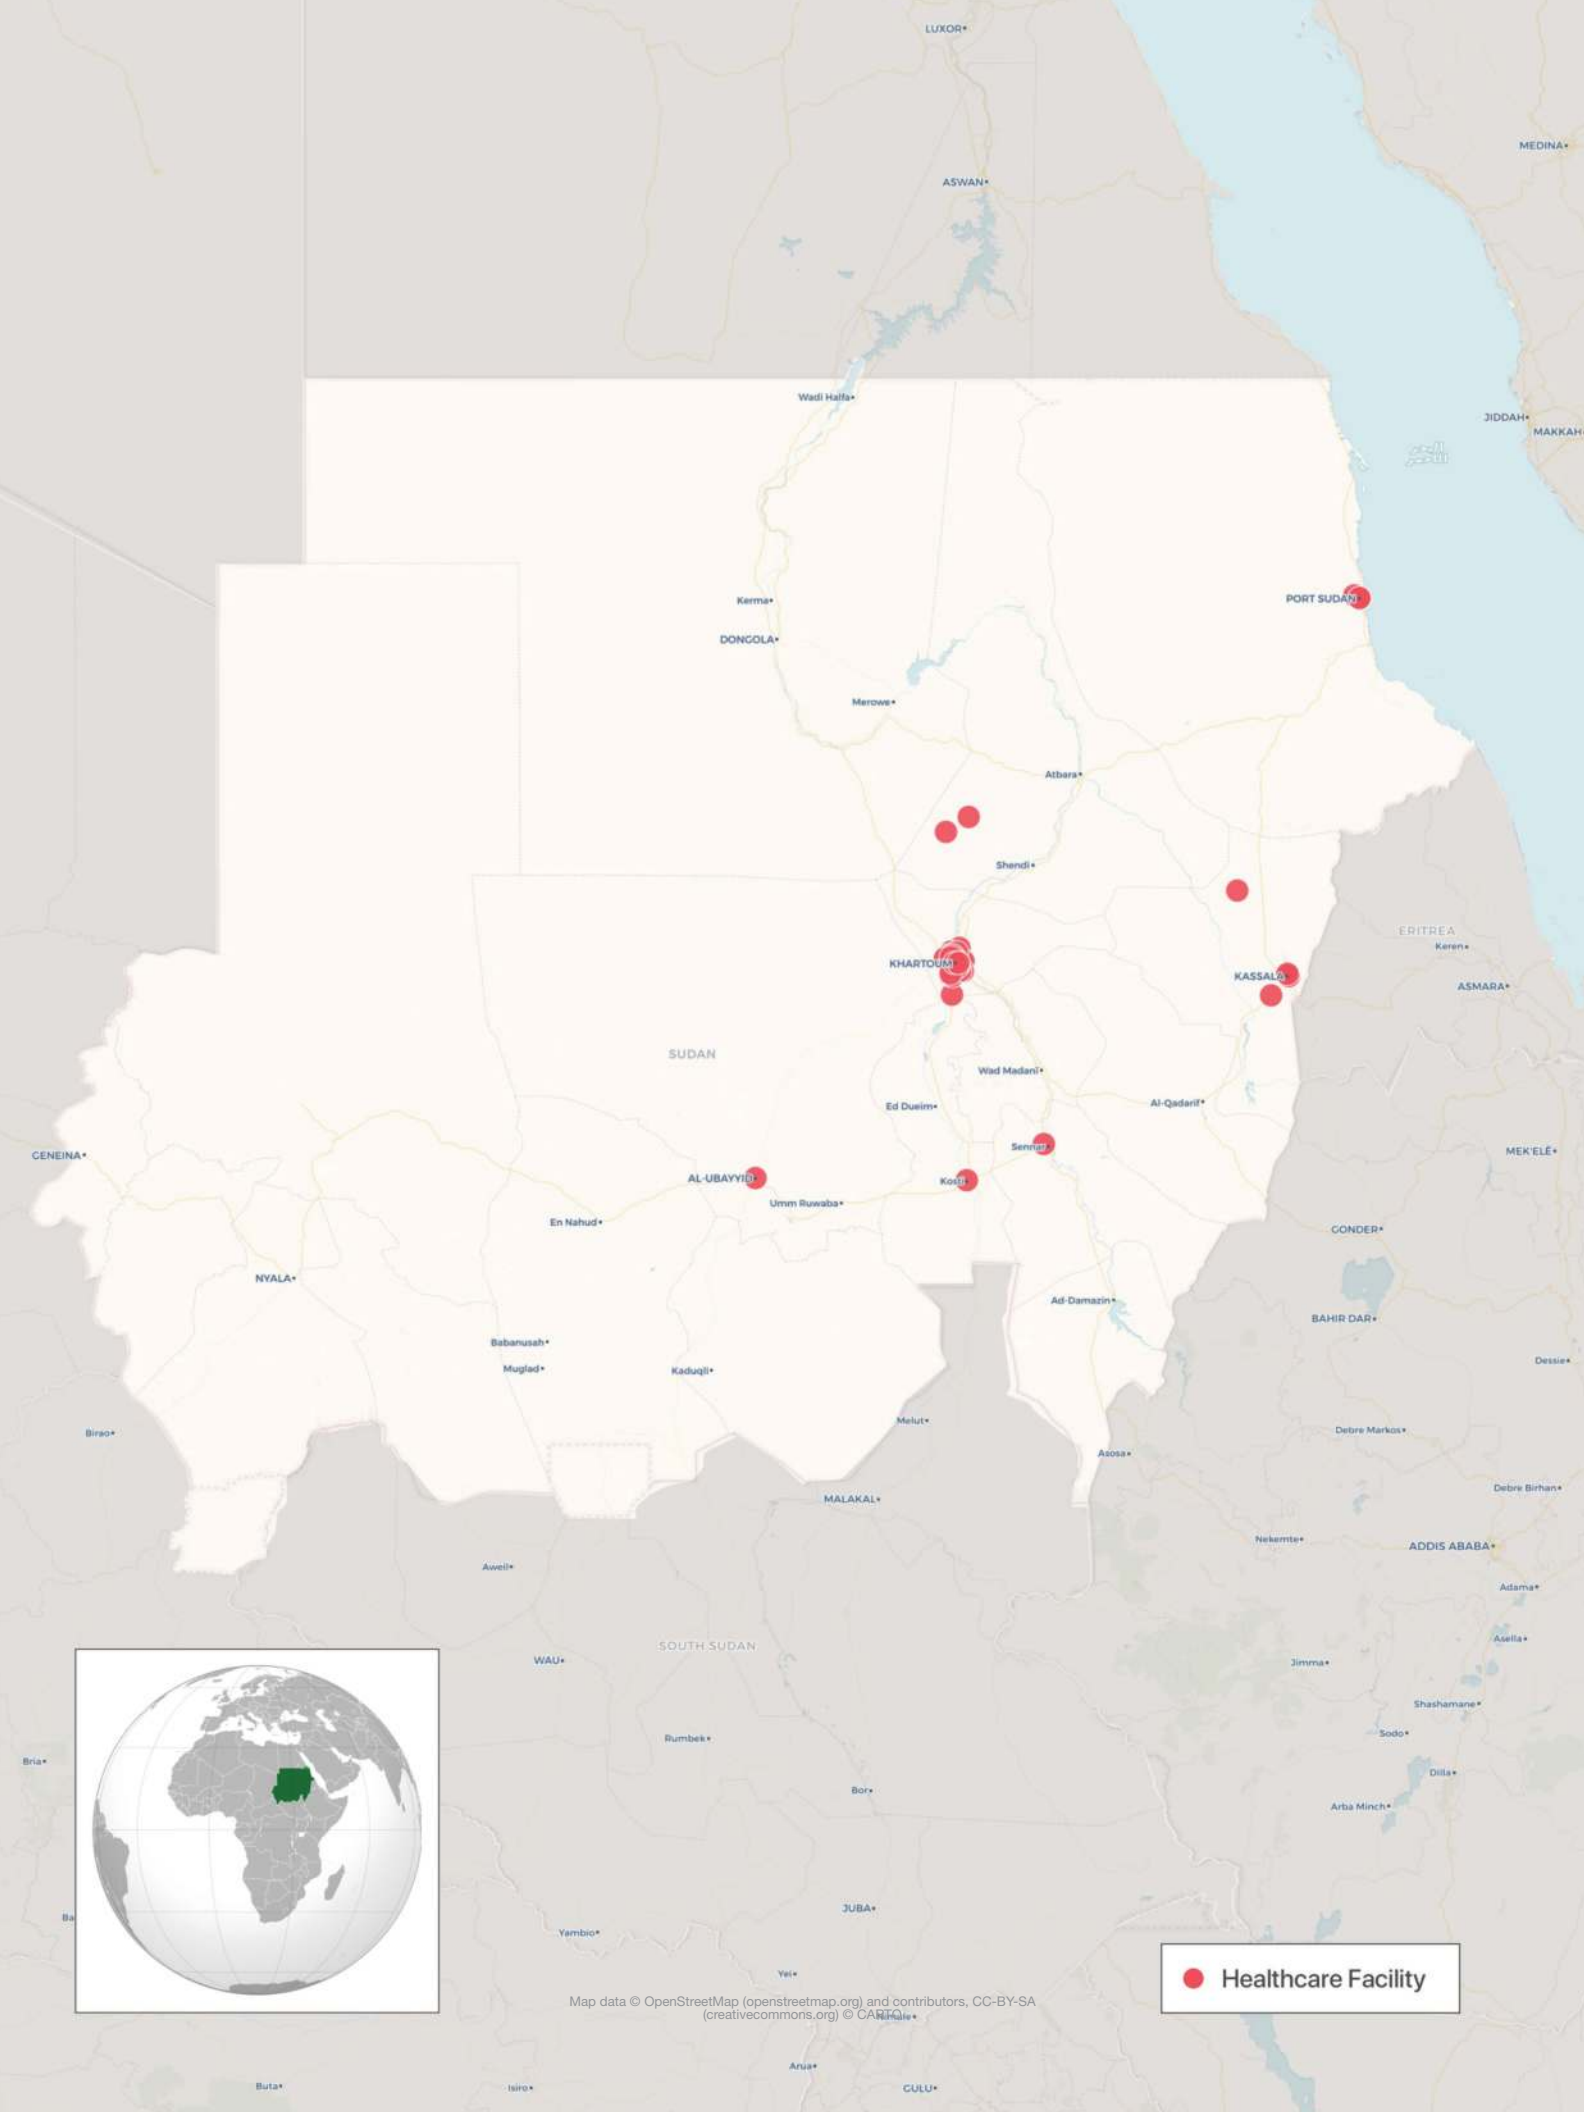 LUXOR
MEDINA
ASWAN
Wadi Halfa
JIDDAH
MAKKAH
البحر
الأحمر
Kerma
PORT SUDAN
DONGOLA
Merowe
Atbara
Shendi
ERITREA
Keren
KHARTOUM
KASSALA
ASMARA
SUDAN
Wad Madani
Ed Dueim
Al-Qadarif
Sennar
GENEINA
MEK'ELĒ
AL-UBAYYID
Kosti
Umm Ruwaba
En Nahud
GONDER
NYALA
Ad-Damazin
BAHIR DAR
Babanusah
Muglad
Kaduqli
Dessie
Birao
Melut
Debre Markos
Asosa
MALAKAL
Debre Birhan
Nekemte
ADDIS ABABA
Aweil
Adama
SOUTH SUDAN
Asella
WAU
Jimma
Shashamane
Rumbek
Sodo
Bria
Dilla
Bor
Arba Minch
JUBA
Ba
Yambio
Yei
Healthcare Facility
Map data © OpenStreetMap (openstreetmap.org) and contributors, CC-BY-SA
(creativecommons.org) © CARTO
Arua
Buta
Isiro
GULU